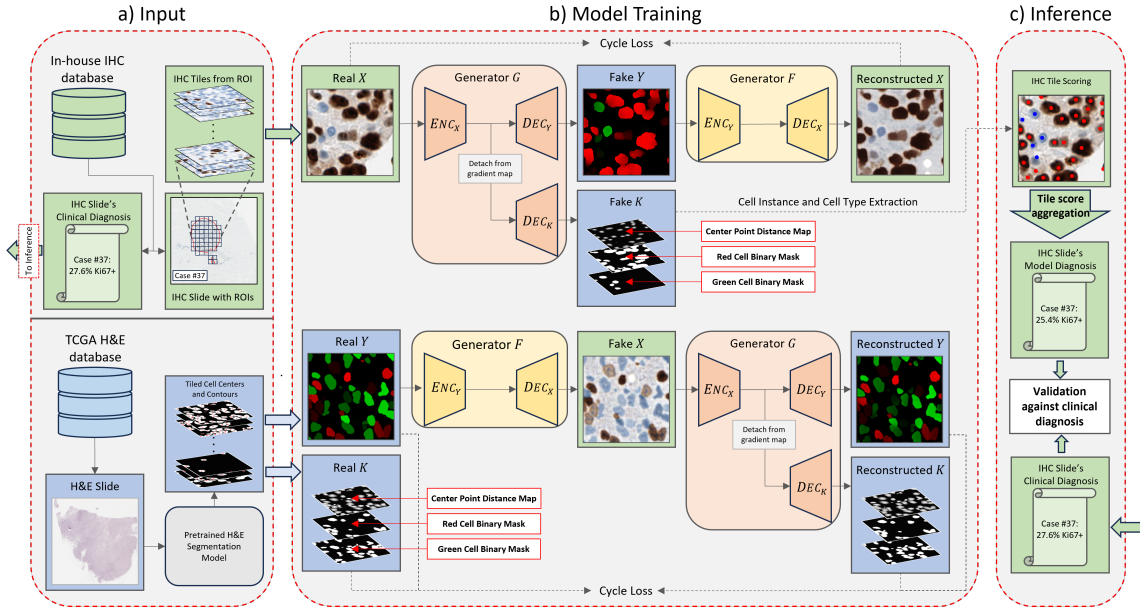 a) Input
In-house IHC
database
IHC Tiles from ROI
IHC Slide's
Clinical Diagnosis
Case #37:
27.6% Ki67+
To Inference
Case #37
IHC Slide with ROIs
TCGA H&E
database
Tiled Cell Centers
and Contours
H&E Slide
Pretrained H&E
Segmentation
Model
b) Model Training
Cycle Loss
Real X
Generator G
ENC_X
DEC_Y
Detach from
gradient map
DEC_K
Fake Y
Generator F
ENC_Y
DEC_X
Reconstructed X
Fake K
Cell Instance and Cell Type Extraction
Center Point Distance Map
Red Cell Binary Mask
Green Cell Binary Mask
Real Y
Generator F
ENC_Y
DEC_X
Fake X
Generator G
ENC_X
DEC_Y
Detach from
gradient map
DEC_K
Reconstructed Y
Real K
Center Point Distance Map
Red Cell Binary Mask
Green Cell Binary Mask
Reconstructed K
Cycle Loss
c) Inference
IHC Tile Scoring
Tile score
aggregation
IHC Slide's
Model Diagnosis
Case #37:
25.4% Ki67+
Validation
against clinical
diagnosis
IHC Slide's
Clinical Diagnosis
Case #37:
27.6% Ki67+